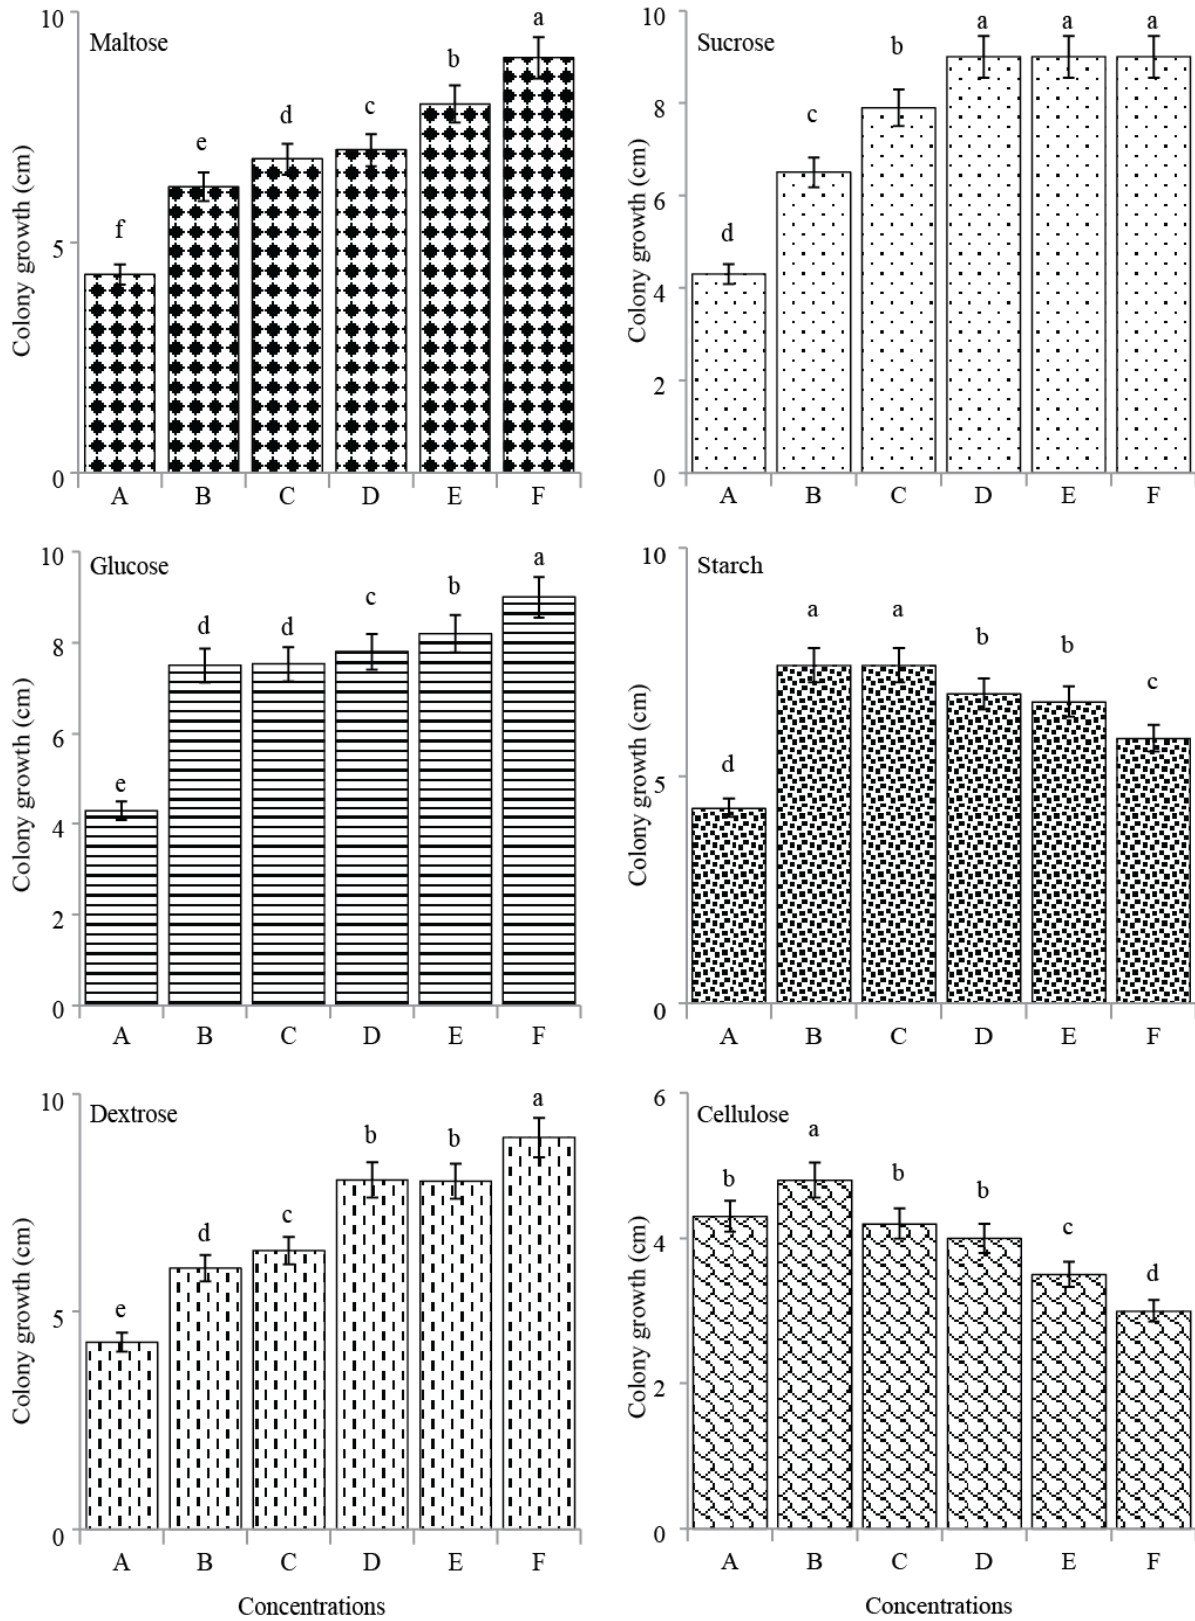 Maltose
Colony growth (cm)
10
5
0
a
b
c
d
e
f
A B C D E F
Sucrose
Colony growth (cm)
10
8
6
4
2
0
a a a
b
c
d
A B C D E F
Glucose
Colony growth (cm)
10
8
6
4
2
0
a
b
c
d d
e
A B C D E F
Starch
Colony growth (cm)
10
5
0
a a
b b
c
d
A B C D E F
Dextrose
Colony growth (cm)
10
5
0
a
b b
c
d
e
A B C D E F
Concentrations
Cellulose
Colony growth (cm)
6
4
2
0
a
b b b
c
d
A B C D E F
Concentrations